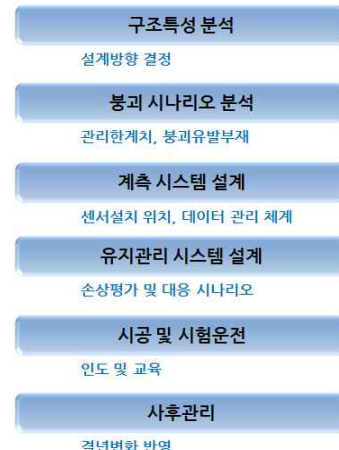 구조특성 분석
설계방향 결정
붕괴 시나리오 분석
관리한계치, 붕괴유발부재
계측 시스템 설계
센서설치 위치, 데이터 관리 체계
유지관리 시스템 설계
손상평가 및 대응 시나리오
시공 및 시험운전
인도 및 교육
사후관리
경년변화 반영